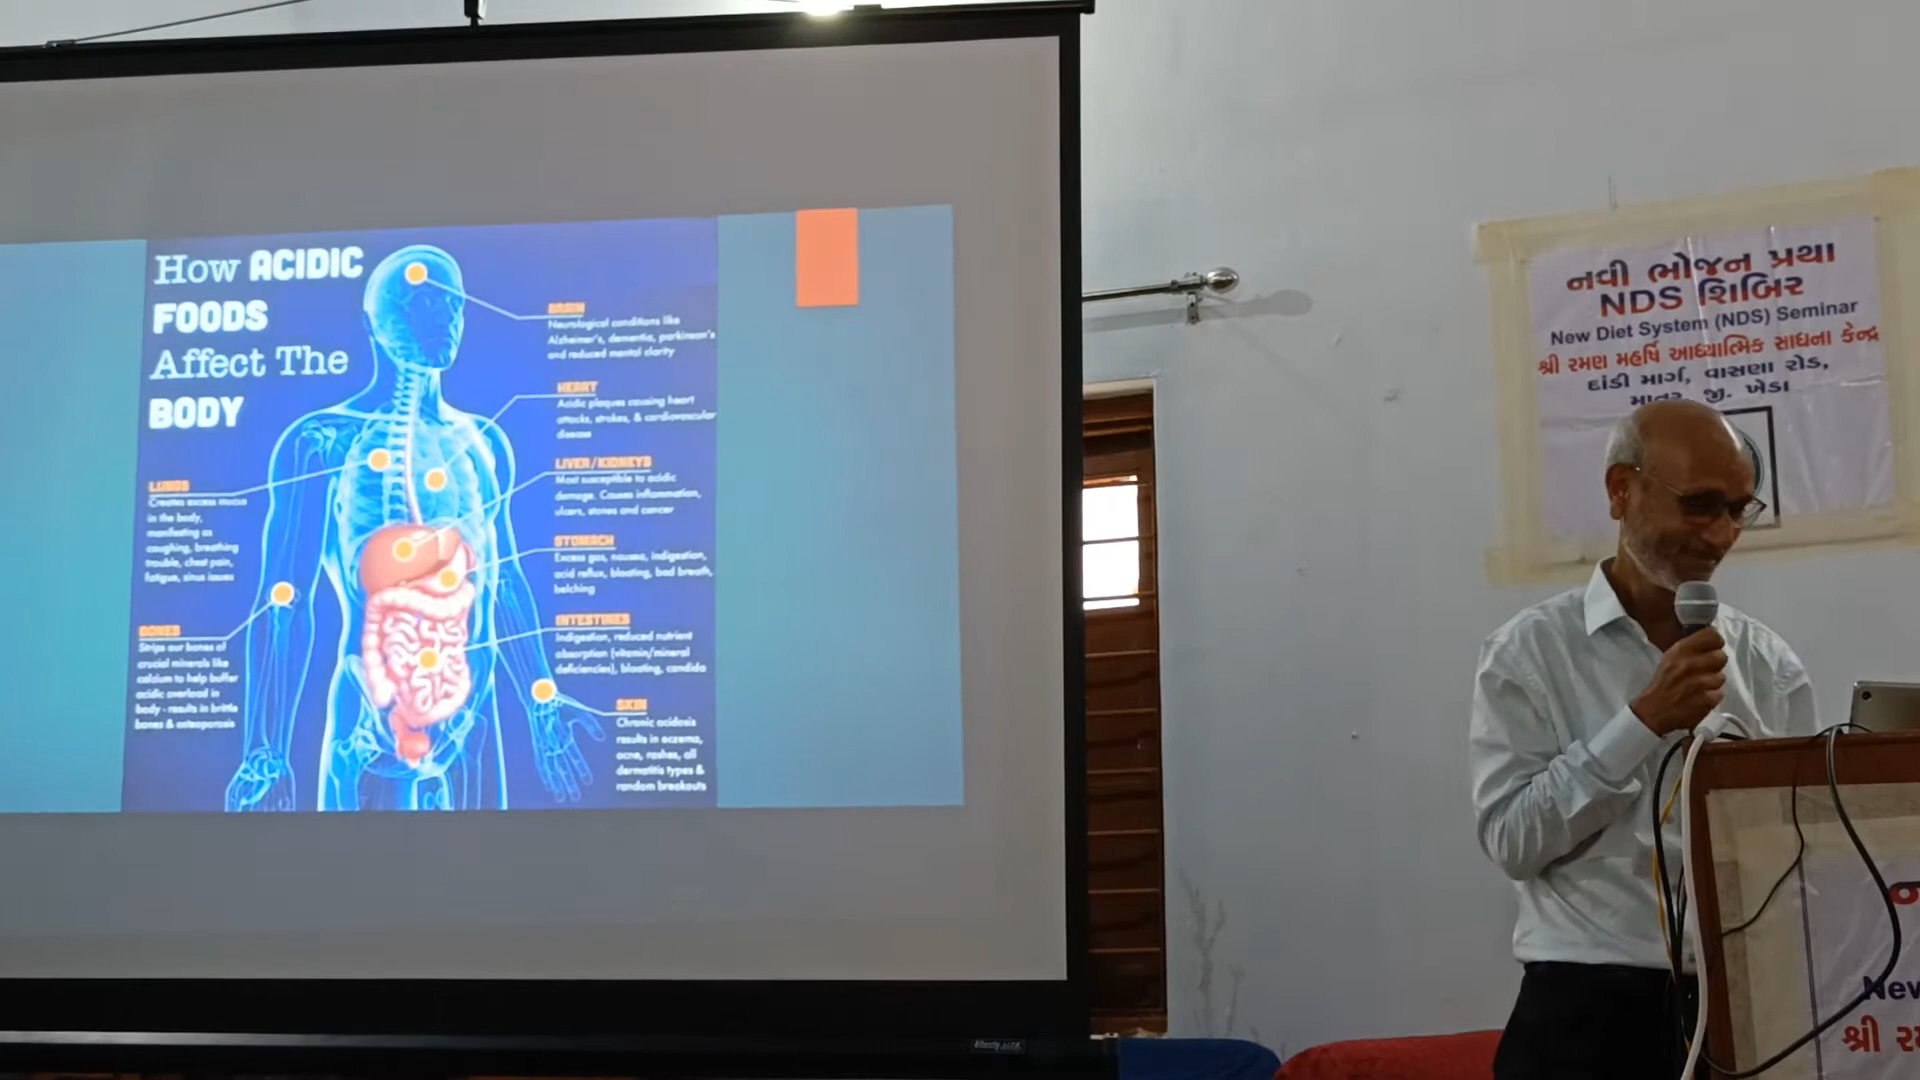 How ACIDIC
FOODS
Affect The
BODY
BRAIN
Neurological conditions like
Alzheimer's, dementia, parkinson's
and reduced mental clarity
HEART
Acidic plaques causing heart
attacks, strokes, & cardiovascular
disease
LIVER/KIDNEYS
Most susceptible to acidic
damage. Causes inflammation,
ulcers, stones and cancer
STOMACH
Excess gas, nausea, indigestion,
acid reflux, bloating, bad breath,
belching
INTESTINES
Indigestion, reduced nutrient
absorption (vitamin/mineral
deficiencies), bloating, candida
SKIN
Chronic acidosis
results in eczema,
acne, rashes, all
dermatitis types &
random breakouts
LUNGS
Creates excess mucus
in the body,
manifesting as
coughing, breathing
trouble, chest pain,
fatigue, sinus issues
BONES
Strips our bones of
crucial minerals like
calcium to help buffer
acidic overload in
body - results in brittle
bones & osteoporosis
નવી ભોજન પ્રથા
NDS શિબિર
New Diet System (NDS) Seminar
શ્રી રમણ મહર્ષિ આધ્યાત્મિક સાધના કેન્દ્ર
દાંડી માર્ગ, વાસણા રોડ,
માતર, જી. ખેડા
New
શ્રી